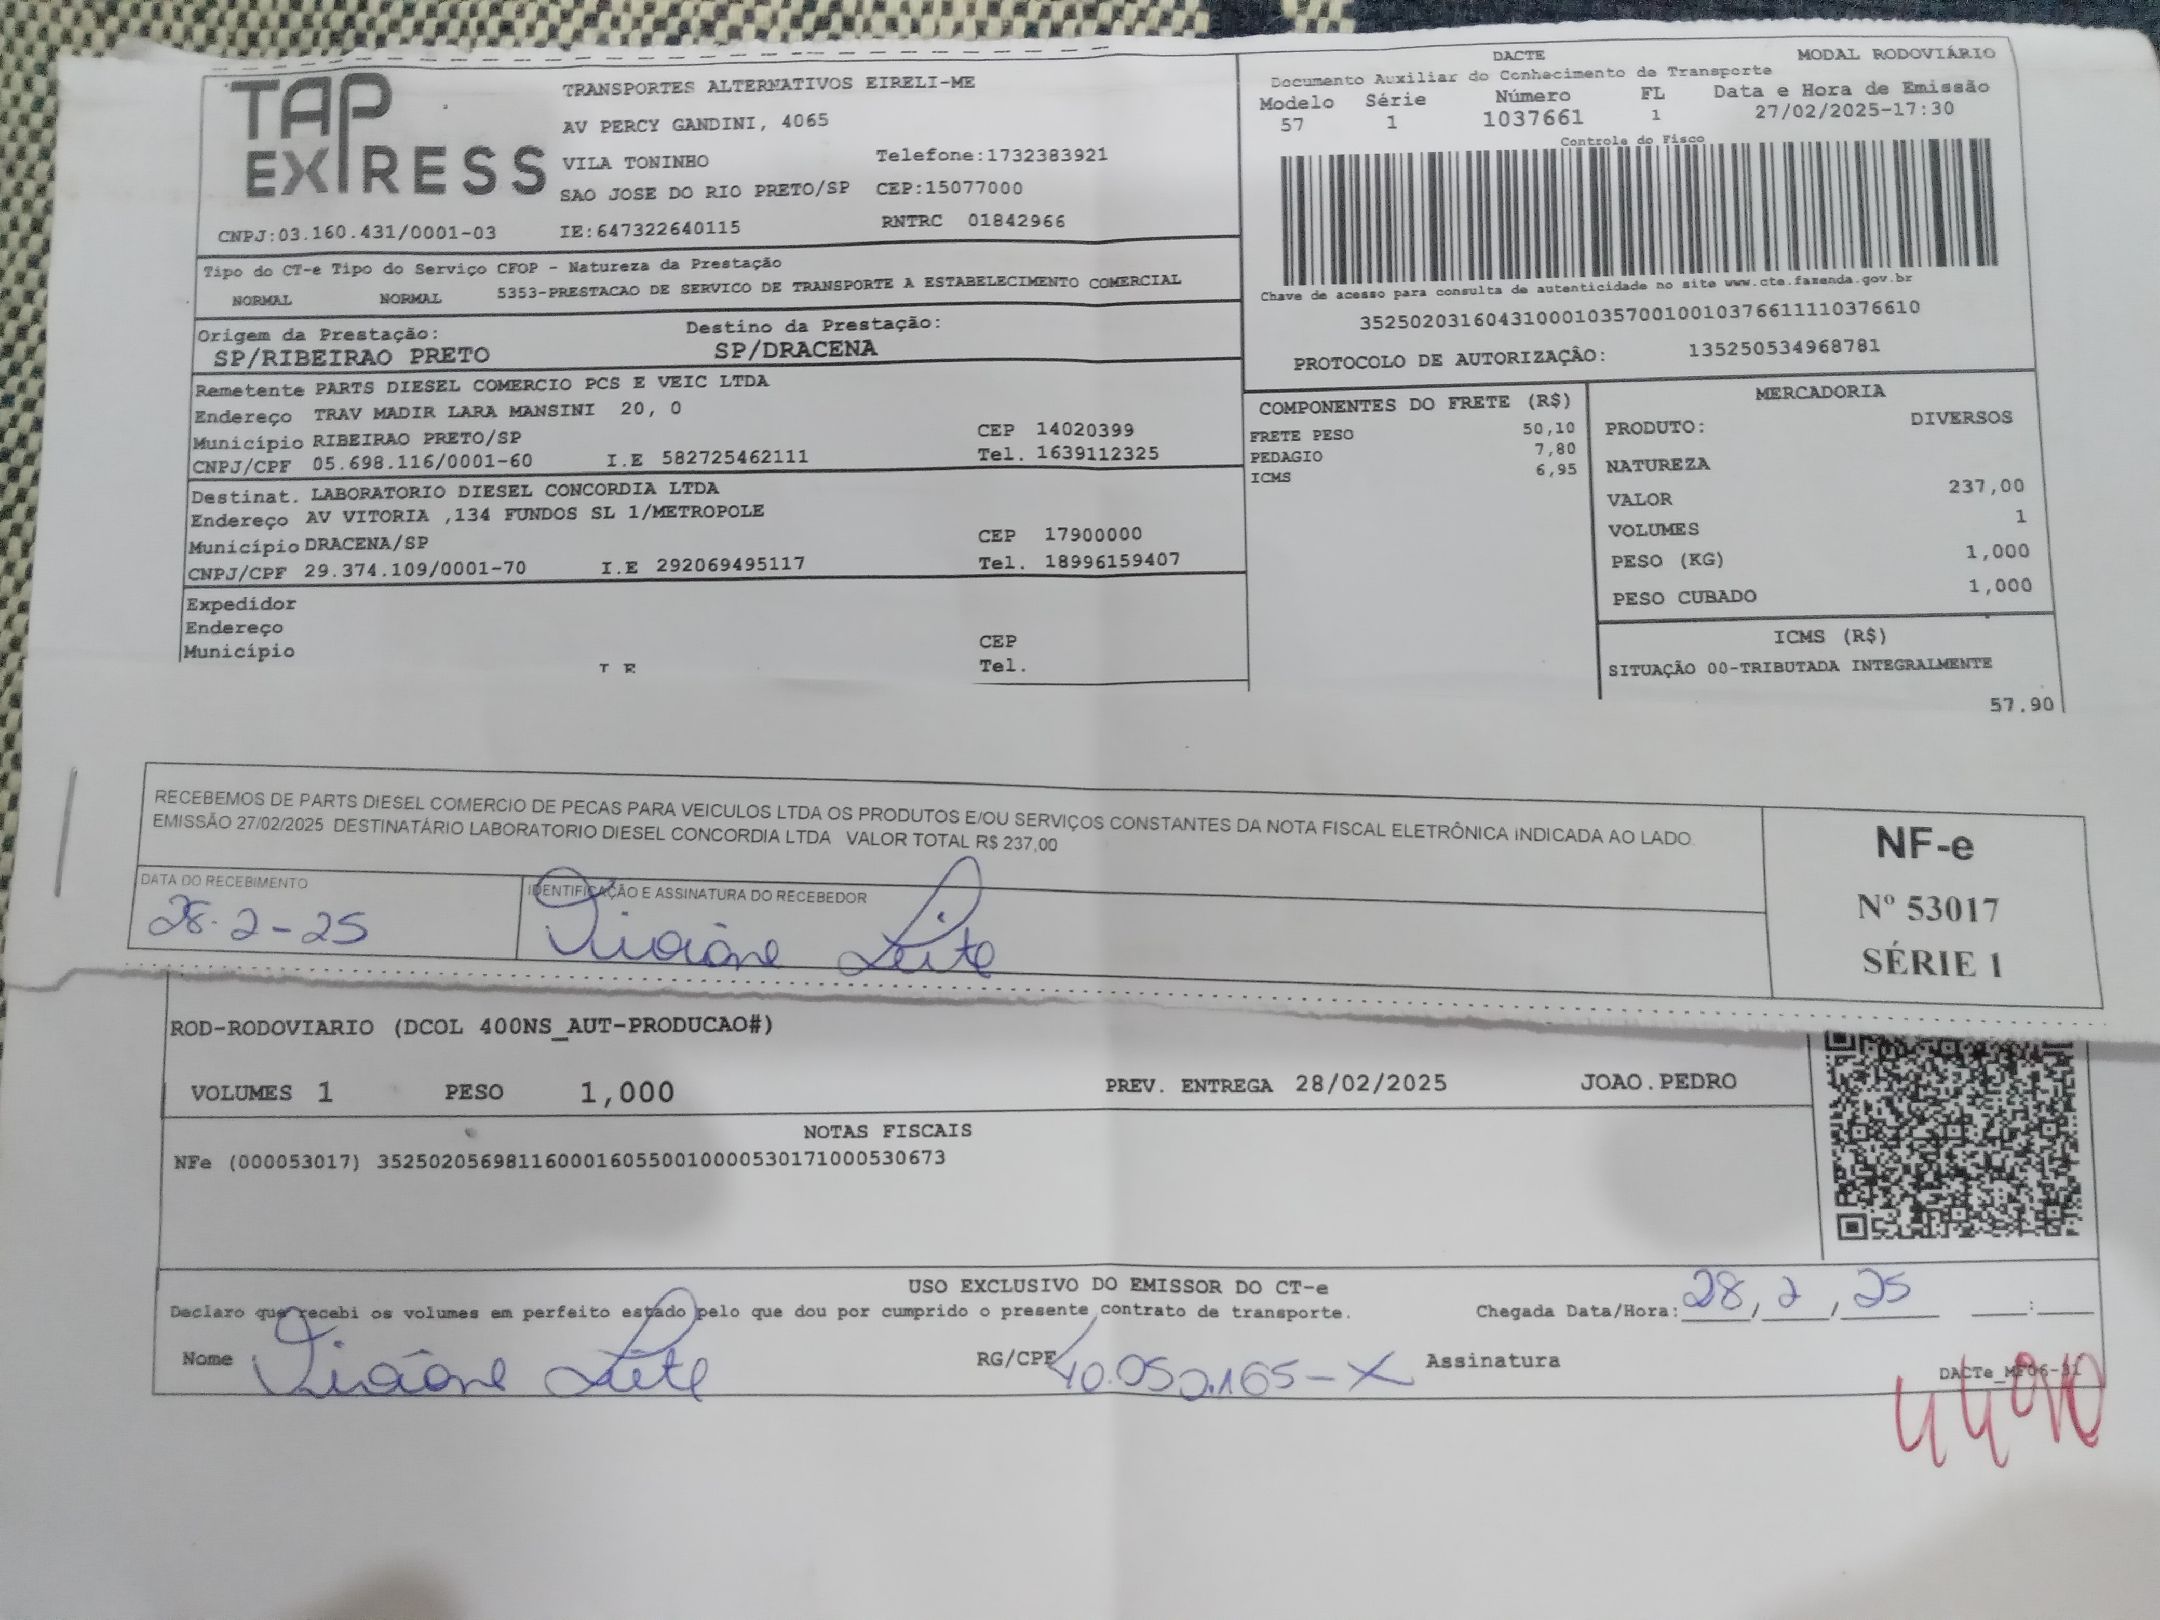 TAP EXPRESS
TRANSPORTES ALTERNATIVOS EIRELI-ME
AV PERCY GANDINI, 4065
VILA TONINHO Telefone:1732383921
SAO JOSE DO RIO PRETO/SP CEP:15077000
CNPJ:03.160.431/0001-03 IE:647322640115 RNTRC 01842966
DACTE MODAL RODOVIÁRIO
Documento Auxiliar do Conhecimento de Transporte
Modelo Série Número FL Data e Hora de Emissão
57 1 1037661 1 27/02/2025-17:30
Controle do Fisco
Chave de acesso para consulta de autenticidade no site www.cte.fazenda.gov.br
35250203160431000103570010010376611110376610
PROTOCOLO DE AUTORIZAÇÃO: 135250534968781
Tipo do CT-e Tipo do Serviço CFOP - Natureza da Prestação
NORMAL NORMAL 5353-PRESTACAO DE SERVICO DE TRANSPORTE A ESTABELECIMENTO COMERCIAL
Origem da Prestação: Destino da Prestação:
SP/RIBEIRAO PRETO SP/DRACENA
Remetente PARTS DIESEL COMERCIO PCS E VEIC LTDA
Endereço TRAV MADIR LARA MANSINI 20, 0
Município RIBEIRAO PRETO/SP CEP 14020399
CNPJ/CPF 05.698.116/0001-60 I.E 582725462111 Tel. 1639112325
Destinat. LABORATORIO DIESEL CONCORDIA LTDA
Endereço AV VITORIA ,134 FUNDOS SL 1/METROPOLE
Município DRACENA/SP CEP 17900000
CNPJ/CPF 29.374.109/0001-70 I.E 292069495117 Tel. 18996159407
Expedidor
Endereço
Município CEP
Tel.
COMPONENTES DO FRETE (R$)
FRETE PESO 50,10
PEDAGIO 7,80
ICMS 6,95
MERCADORIA
PRODUTO: DIVERSOS
NATUREZA
VALOR 237,00
VOLUMES 1
PESO (KG) 1,000
PESO CUBADO 1,000
ICMS (R$)
SITUAÇÃO 00-TRIBUTADA INTEGRALMENTE
57.90
RECEBEMOS DE PARTS DIESEL COMERCIO DE PECAS PARA VEICULOS LTDA OS PRODUTOS E/OU SERVIÇOS CONSTANTES DA NOTA FISCAL ELETRÔNICA INDICADA AO LADO.
EMISSÃO 27/02/2025 DESTINATÁRIO LABORATORIO DIESEL CONCORDIA LTDA VALOR TOTAL R$ 237,00
DATA DO RECEBIMENTO IDENTIFICAÇÃO E ASSINATURA DO RECEBEDOR
28-2-25 Viviane Leite
NF-e
Nº 53017
SÉRIE 1
ROD-RODOVIARIO (DCOL 400NS_AUT-PRODUCAO#)
VOLUMES 1 PESO 1,000 PREV. ENTREGA 28/02/2025 JOAO.PEDRO
NOTAS FISCAIS
NFe (000053017) 35250205698116000160550010000530171000530673
USO EXCLUSIVO DO EMISSOR DO CT-e
Declaro que recebi os volumes em perfeito estado pelo que dou por cumprido o presente contrato de transporte. Chegada Data/Hora: 28/2/25 __:__
Nome Viviane Leite RG/CPF 40.050.165-X Assinatura